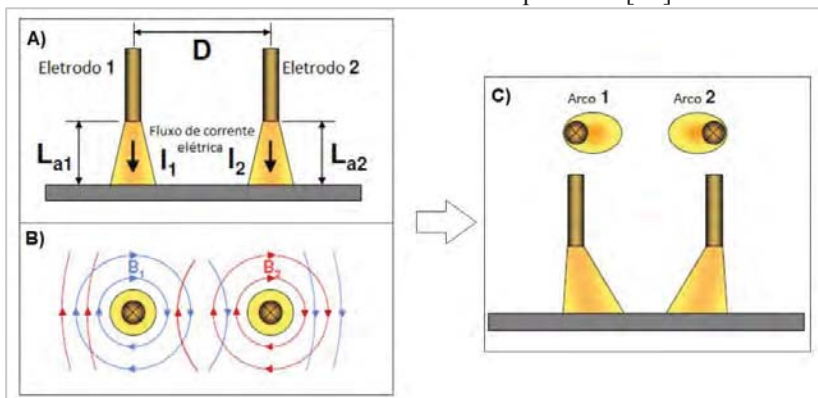 A)
D
Eletrodo 1
Eletrodo 2
Fluxo de corrente
elétrica
La1
I1
I2
La2
B)
B1
B2
C)
Arco 1
Arco 2